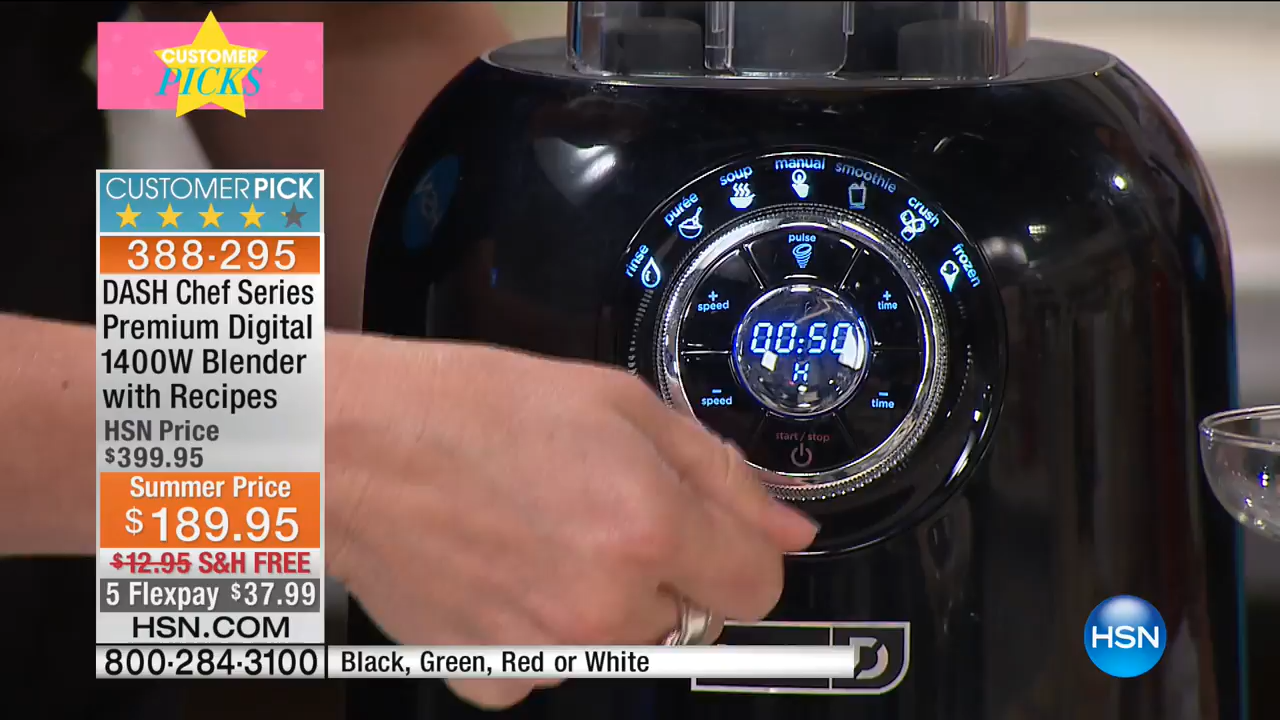 CUSTOMER
PICKS
CUSTOMER PICK
388·295
DASH Chef Series
Premium Digital
1400W Blender
with Recipes
HSN Price
$399.95
Summer Price
$189.95
$12.95 S&H FREE
5 Flexpay $37.99
HSN.COM
800·284·3100
Black, Green, Red or White
rinse
purée
soup
manual
smoothie
crush
frozen
pulse
+
speed
+
time
00:50
H
−
speed
−
time
start/stop
HSN